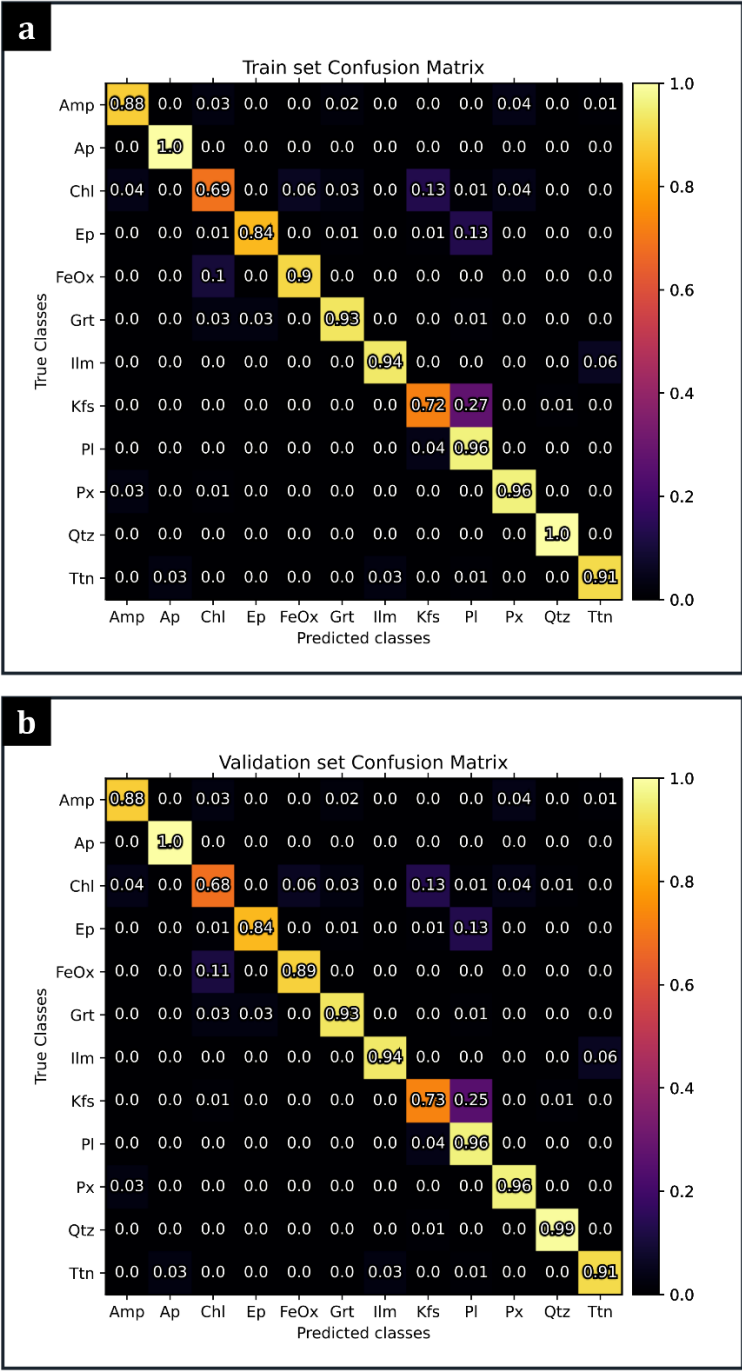 a
Train set Confusion Matrix
Amp 0.88 0.0 0.03 0.0 0.0 0.02 0.0 0.0 0.0 0.04 0.0 0.01 1.0
Ap 0.0 1.0 0.0 0.0 0.0 0.0 0.0 0.0 0.0 0.0 0.0 0.0
Chl 0.04 0.0 0.69 0.0 0.06 0.03 0.0 0.13 0.01 0.04 0.0 0.0 0.8
Ep 0.0 0.0 0.01 0.84 0.0 0.01 0.0 0.01 0.13 0.0 0.0 0.0
FeOx 0.0 0.0 0.1 0.0 0.9 0.0 0.0 0.0 0.0 0.0 0.0 0.0 0.6
Grt 0.0 0.0 0.03 0.03 0.0 0.93 0.0 0.0 0.01 0.0 0.0 0.0
True Classes
Ilm 0.0 0.0 0.0 0.0 0.0 0.0 0.94 0.0 0.0 0.0 0.0 0.06
Kfs 0.0 0.0 0.0 0.0 0.0 0.0 0.0 0.72 0.27 0.0 0.01 0.0 0.4
Pl 0.0 0.0 0.0 0.0 0.0 0.0 0.0 0.04 0.96 0.0 0.0 0.0
Px 0.03 0.0 0.01 0.0 0.0 0.0 0.0 0.0 0.0 0.96 0.0 0.0 0.2
Qtz 0.0 0.0 0.0 0.0 0.0 0.0 0.0 0.0 0.0 0.0 1.0 0.0
Ttn 0.0 0.03 0.0 0.0 0.0 0.0 0.03 0.0 0.01 0.0 0.0 0.91 0.0
Amp Ap Chl Ep FeOx Grt Ilm Kfs Pl Px Qtz Ttn
Predicted classes
b
Validation set Confusion Matrix
Amp 0.88 0.0 0.03 0.0 0.0 0.02 0.0 0.0 0.0 0.04 0.0 0.01 1.0
Ap 0.0 1.0 0.0 0.0 0.0 0.0 0.0 0.0 0.0 0.0 0.0 0.0
Chl 0.04 0.0 0.68 0.0 0.06 0.03 0.0 0.13 0.01 0.04 0.01 0.0 0.8
Ep 0.0 0.0 0.01 0.84 0.0 0.01 0.0 0.01 0.13 0.0 0.0 0.0
FeOx 0.0 0.0 0.11 0.0 0.89 0.0 0.0 0.0 0.0 0.0 0.0 0.0 0.6
Grt 0.0 0.0 0.03 0.03 0.0 0.93 0.0 0.0 0.01 0.0 0.0 0.0
True Classes
Ilm 0.0 0.0 0.0 0.0 0.0 0.0 0.94 0.0 0.0 0.0 0.0 0.06
Kfs 0.0 0.0 0.01 0.0 0.0 0.0 0.0 0.73 0.25 0.0 0.01 0.0 0.4
Pl 0.0 0.0 0.0 0.0 0.0 0.0 0.0 0.04 0.96 0.0 0.0 0.0
Px 0.03 0.0 0.0 0.0 0.0 0.0 0.0 0.0 0.0 0.96 0.0 0.0 0.2
Qtz 0.0 0.0 0.0 0.0 0.0 0.0 0.0 0.01 0.0 0.0 0.99 0.0
Ttn 0.0 0.03 0.0 0.0 0.0 0.0 0.03 0.0 0.01 0.0 0.0 0.91 0.0
Amp Ap Chl Ep FeOx Grt Ilm Kfs Pl Px Qtz Ttn
Predicted classes